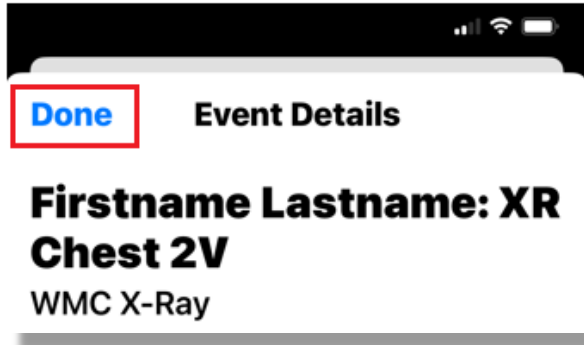 Done Event Details
Firstname Lastname: XR
Chest 2V
WMC X-Ray